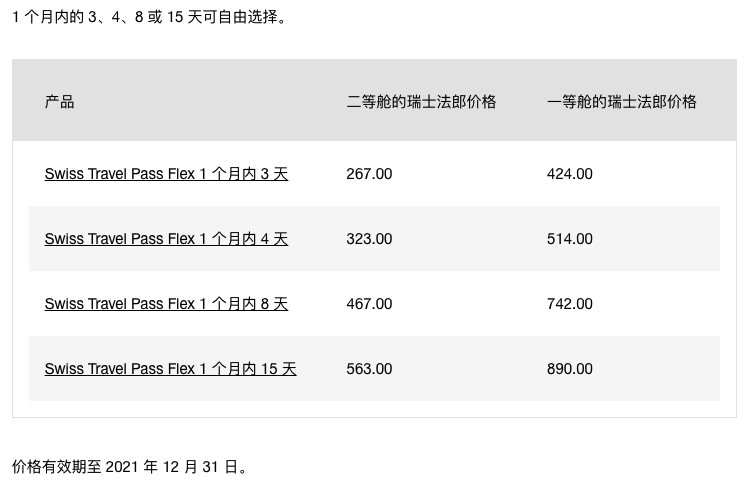 1 个月内的 3、4、8 或 15 天可自由选择。
产品 二等舱的瑞士法郎价格 一等舱的瑞士法郎价格
Swiss Travel Pass Flex 1 个月内 3 天 267.00 424.00
Swiss Travel Pass Flex 1 个月内 4 天 323.00 514.00
Swiss Travel Pass Flex 1 个月内 8 天 467.00 742.00
Swiss Travel Pass Flex 1 个月内 15 天 563.00 890.00
价格有效期至 2021 年 12 月 31 日。